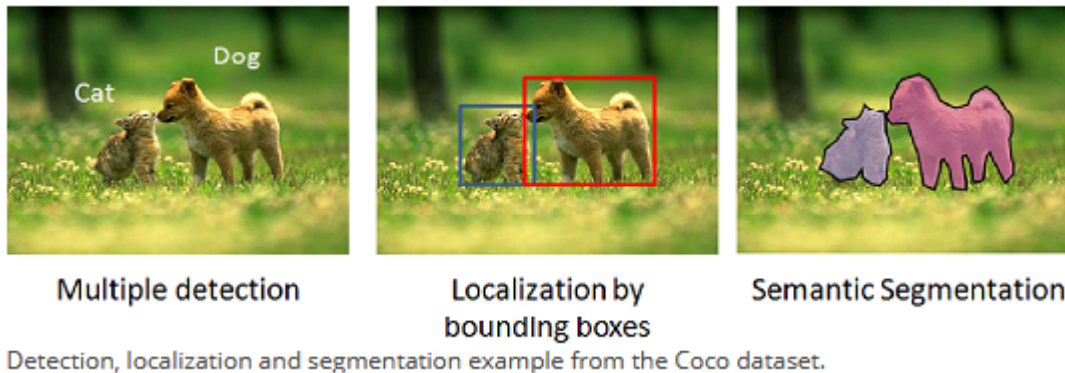 Dog
Cat
Multiple detection
Localization by
bounding boxes
Semantic Segmentation
Detection, localization and segmentation example from the Coco dataset.